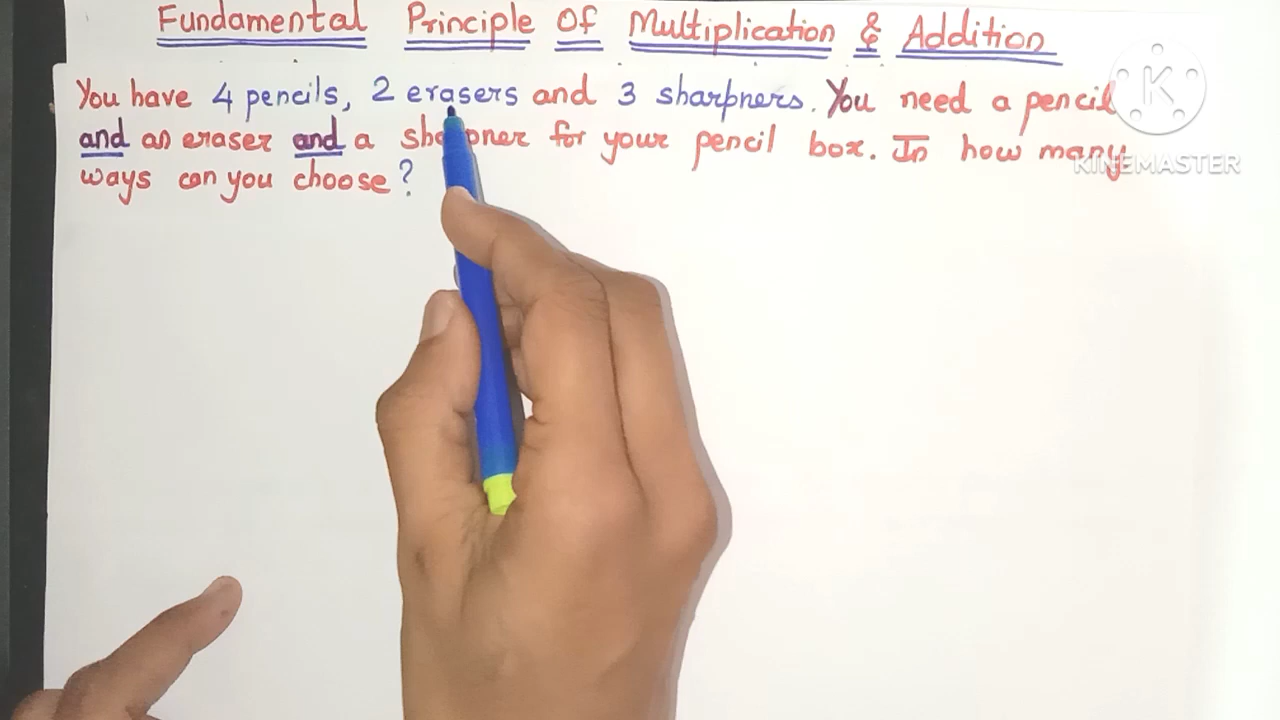 Fundamental Principle Of Multiplication & Addition
You have 4 pencils, 2 erasers and 3 sharpners. You need a pencil
and an eraser and a sharpner for your pencil box. In how many
ways can you choose?
K
KINEMASTER